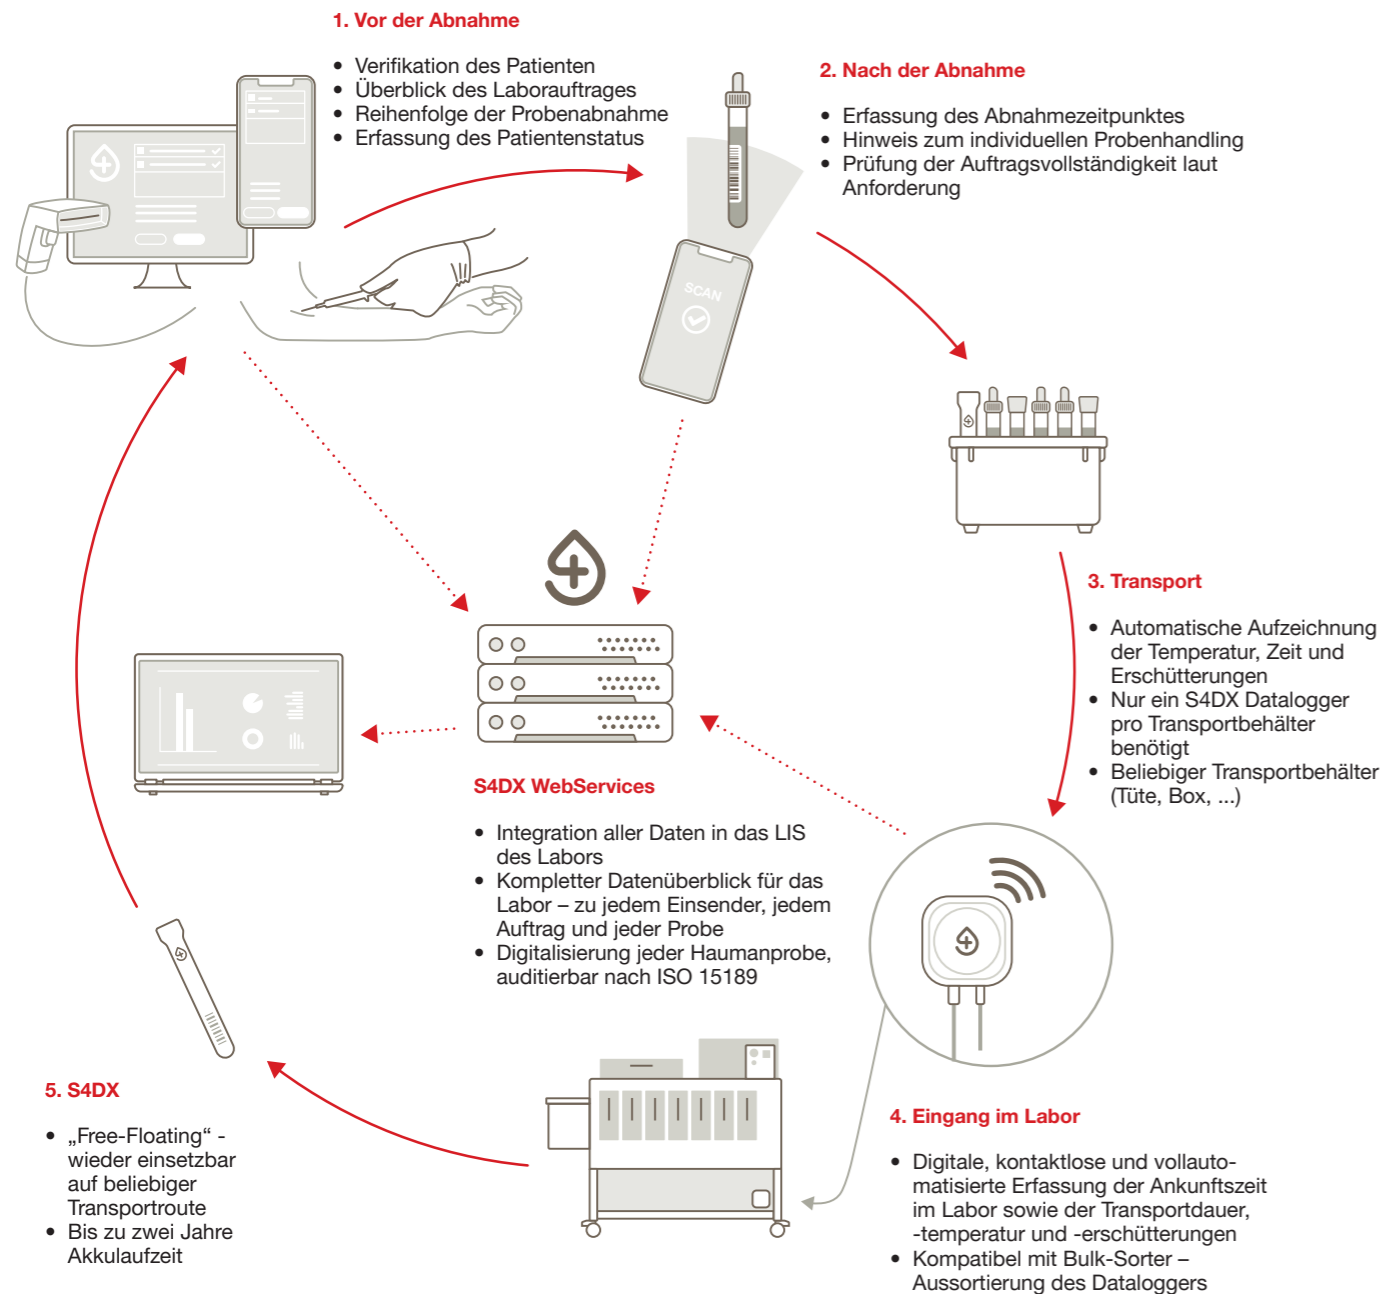 1. Vor der Abnahme
• Verifikation des Patienten
• Überblick des Laborauftrages
• Reihenfolge der Probenabnahme
• Erfassung des Patientenstatus
2. Nach der Abnahme
• Erfassung des Abnahmezeitpunktes
• Hinweis zum individuellen Probenhandling
• Prüfung der Auftragsvollständigkeit laut
Anforderung
SCAN
3. Transport
• Automatische Aufzeichnung
der Temperatur, Zeit und
Erschütterungen
• Nur ein S4DX Datalogger
pro Transportbehälter
benötigt
• Beliebiger Transportbehälter
(Tüte, Box, ...)
S4DX WebServices
• Integration aller Daten in das LIS
des Labors
• Kompletter Datenüberblick für das
Labor – zu jedem Einsender, jedem
Auftrag und jeder Probe
• Digitalisierung jeder Haumanprobe,
auditierbar nach ISO 15189
4. Eingang im Labor
• Digitale, kontaktlose und vollauto-
matisierte Erfassung der Ankunftszeit
im Labor sowie der Transportdauer,
-temperatur und -erschütterungen
• Kompatibel mit Bulk-Sorter –
Aussortierung des Dataloggers
5. S4DX
• „Free-Floating“ -
wieder einsetzbar
auf beliebiger
Transportroute
• Bis zu zwei Jahre
Akkulaufzeit